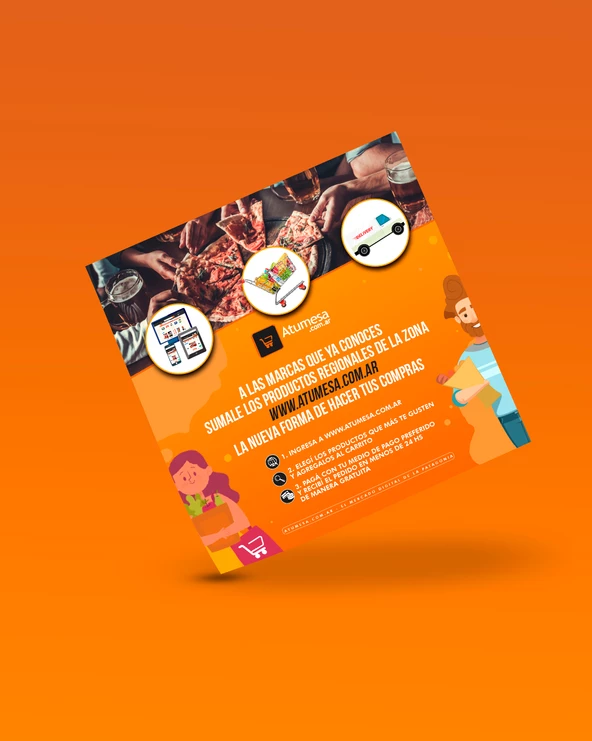 DELIVERY
Atumesa
.com.ar
A LAS MARCAS QUE YA CONOCES
SUMALE LOS PRODUCTOS REGIONALES DE LA ZONA
WWW.ATUMESA.COM.AR
LA NUEVA FORMA DE HACER TUS COMPRAS
1. INGRESA A WWW.ATUMESA.COM.AR
2. ELEGÍ LOS PRODUCTOS QUE MÁS TE GUSTEN
Y AGREGALOS AL CARRITO
3. PAGÁ CON TU MEDIO DE PAGO PREFERIDO
Y RECIBÍ EL PEDIDO EN MENOS DE 24 HS
DE MANERA GRATUITA
ATUMESA.COM.AR - EL MERCADO DIGITAL DE LA PATAGONIA